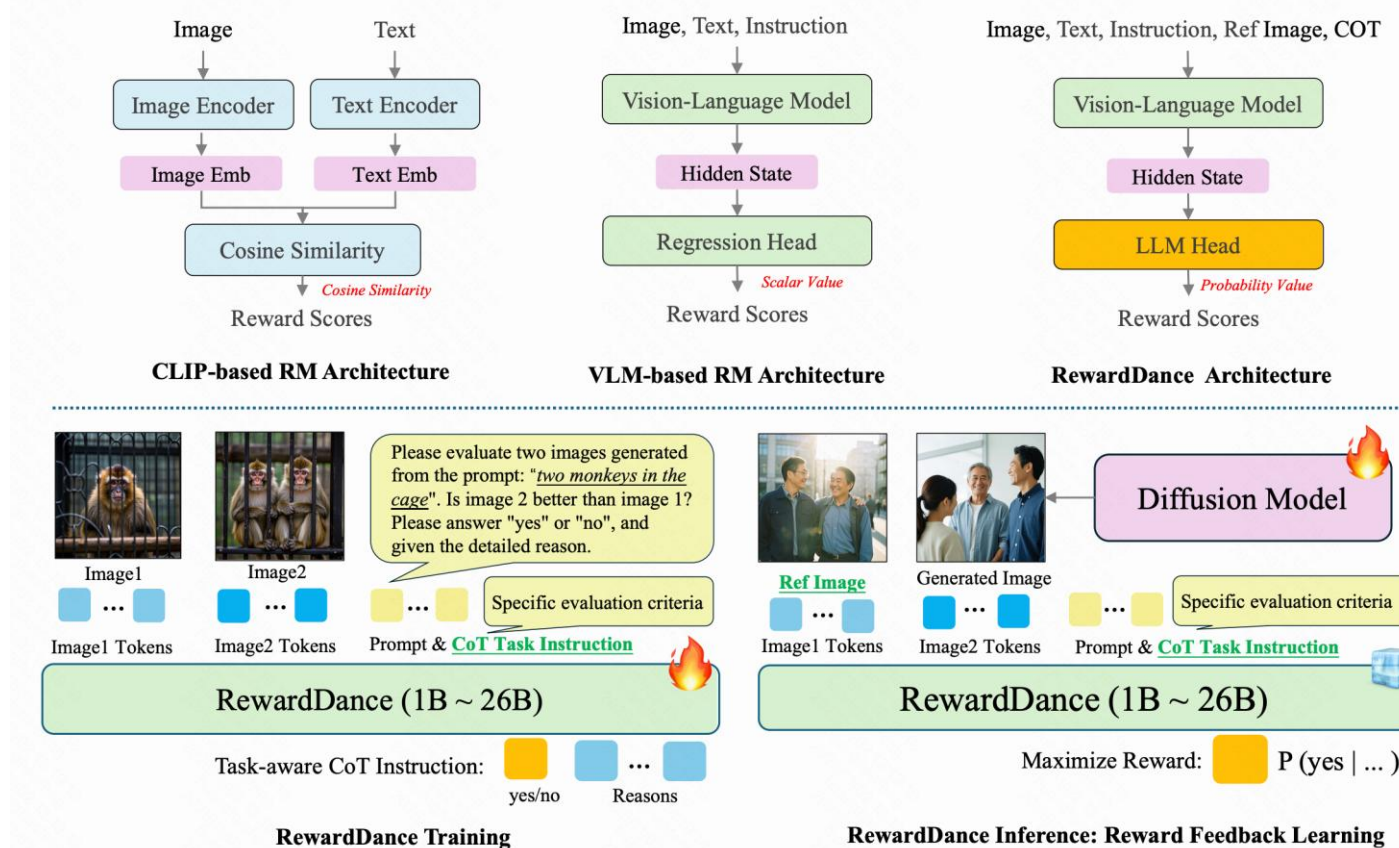 Image
Text
Image Encoder
Text Encoder
Image Emb
Text Emb
Cosine Similarity
Cosine Similarity
Reward Scores
CLIP-based RM Architecture
Image, Text, Instruction
Vision-Language Model
Hidden State
Regression Head
Scalar Value
Reward Scores
VLM-based RM Architecture
Image, Text, Instruction, Ref Image, COT
Vision-Language Model
Hidden State
LLM Head
Probability Value
Reward Scores
RewardDance Architecture
Please evaluate two images generated
from the prompt: "two monkeys in the
cage". Is image 2 better than image 1?
Please answer "yes" or "no", and
given the detailed reason.
Image1
Image2
...
...
...
Specific evaluation criteria
Image1 Tokens
Image2 Tokens
Prompt & CoT Task Instruction
RewardDance (1B ~ 26B)
Task-aware CoT Instruction:
...
yes/no
Reasons
RewardDance Training
Diffusion Model
Ref Image
Generated Image
...
...
...
Specific evaluation criteria
Image1 Tokens
Image2 Tokens
Prompt & CoT Task Instruction
RewardDance (1B ~ 26B)
Maximize Reward:
P (yes | ... )
RewardDance Inference: Reward Feedback Learning